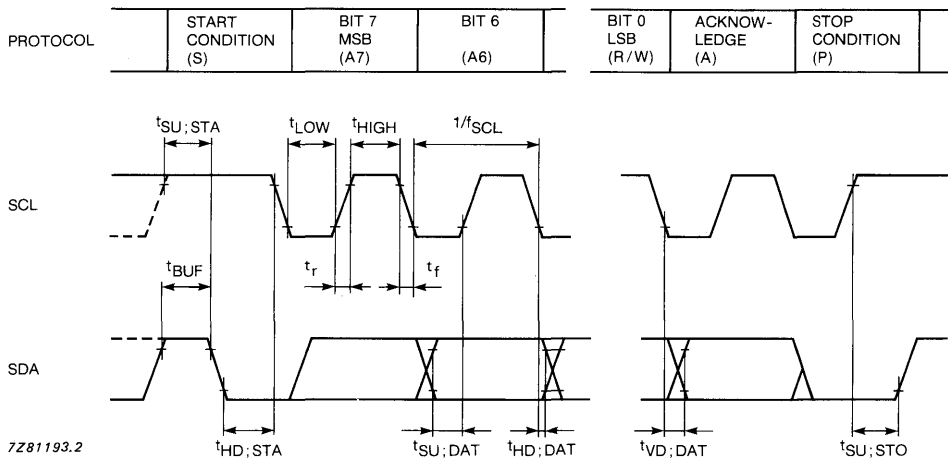 PROTOCOL
START
CONDITION
(S)
BIT 7
MSB
(A7)
BIT 6
(A6)
BIT 0
LSB
(R/W)
ACKNOW-
LEDGE
(A)
STOP
CONDITION
(P)
tSU;STA
tLOW
tHIGH
1/fSCL
SCL
tBUF
tr
tf
SDA
tHD;STA
tSU;DAT
tHD;DAT
tVD;DAT
tSU;STO
7Z81193.2